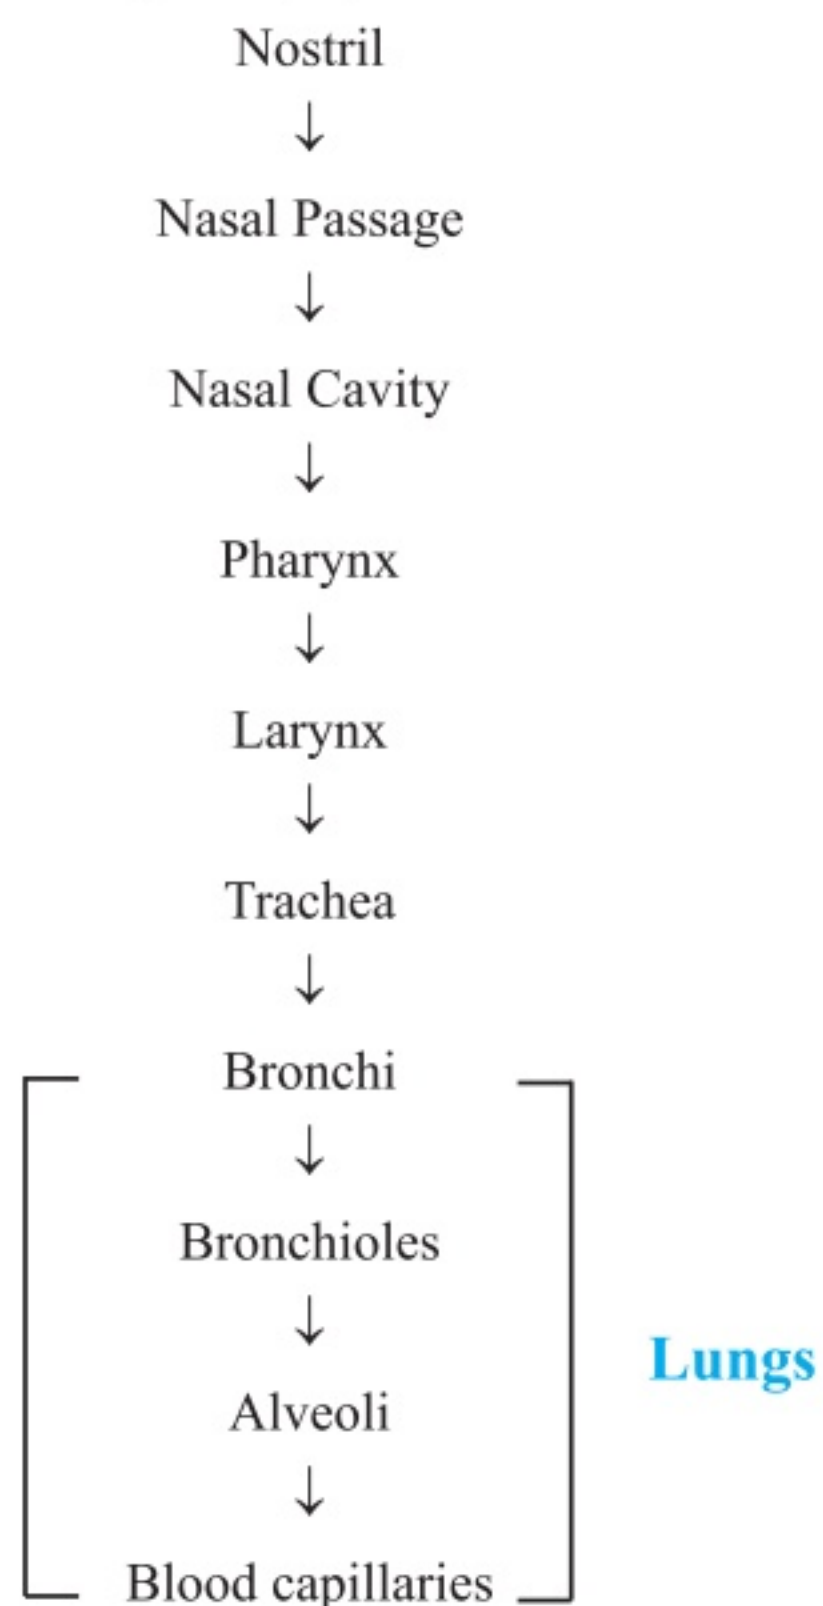 Nostril
↓
Nasal Passage
↓
Nasal Cavity
↓
Pharynx
↓
Larynx
↓
Trachea
↓
Bronchi
↓
Bronchioles
↓
Lungs
Alveoli
↓
Blood capillaries